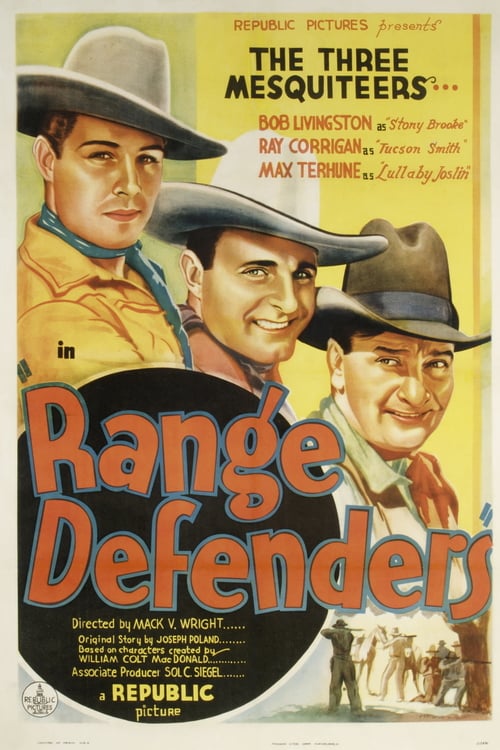 REPUBLIC PICTURES presents
THE THREE
MESQUITEERS...
BOB LIVINGSTON as "Stony Brooke"
RAY CORRIGAN as "Tucson Smith"
MAX TERHUNE as "Lullaby Joslin"
in
"Range
Defenders"
Directed by MACK V. WRIGHT......
Original Story by JOSEPH POLAND........
Based on characters created by
WILLIAM COLT MacDONALD............
Associate Producer SOL C. SIEGEL.......
a REPUBLIC
picture
REPUBLIC
PICTURES